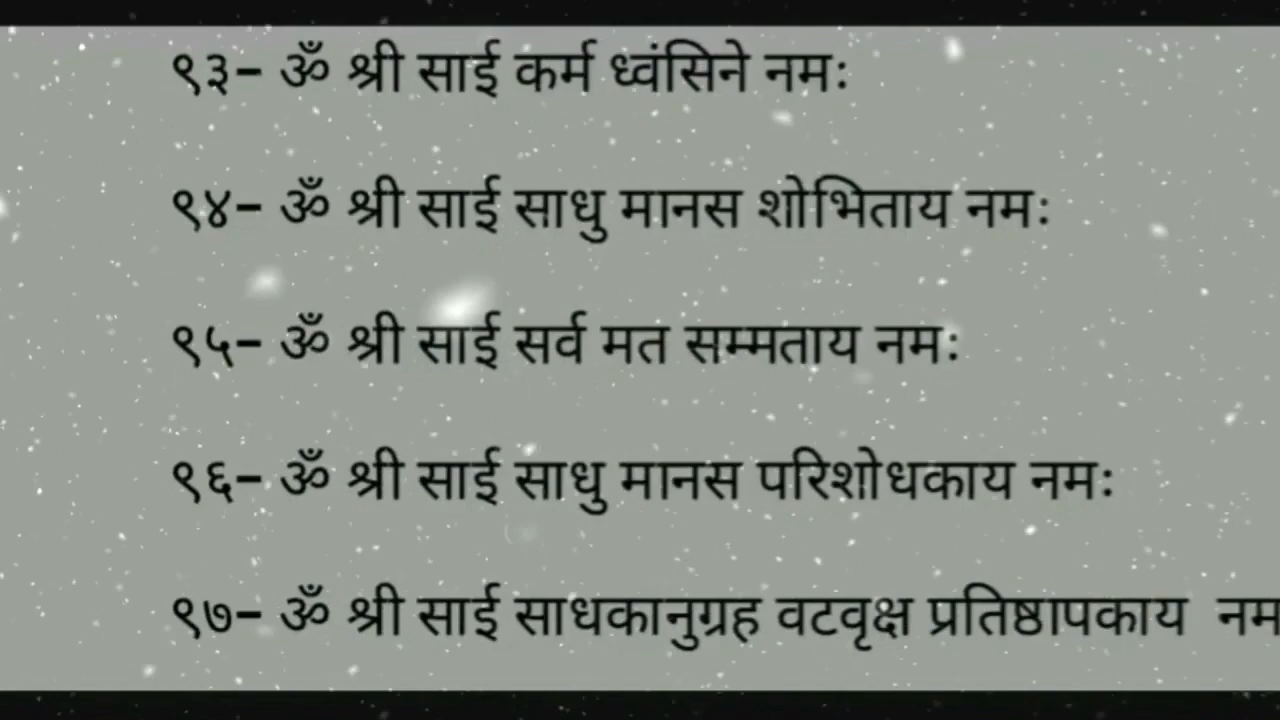 ९३- ॐ श्री साई कर्म ध्वंसिने नमः
९४- ॐ श्री साई साधु मानस शोभिताय नमः
९५- ॐ श्री साई सर्व मत सम्मताय नमः
९६- ॐ श्री साई साधु मानस परिशोधकाय नमः
९७- ॐ श्री साई साधकानुग्रह वटवृक्ष प्रतिष्ठापकाय नम